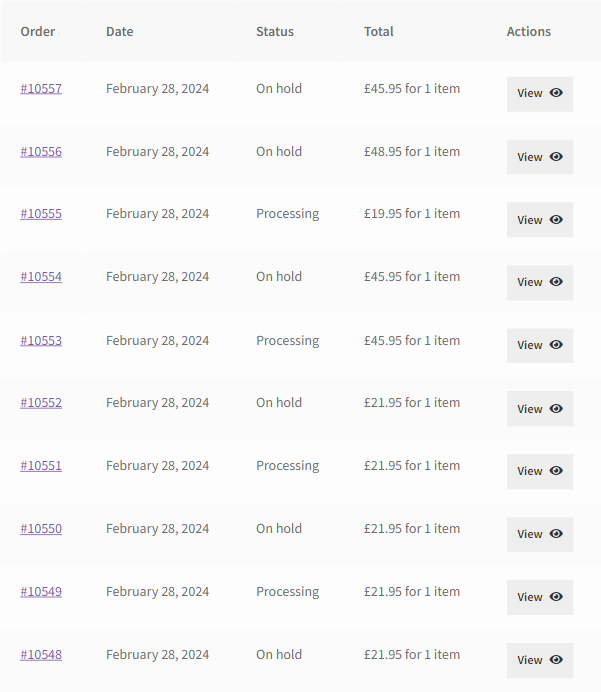 Order Date Status Total Actions
#10557 February 28, 2024 On hold £45.95 for 1 item View
#10556 February 28, 2024 On hold £48.95 for 1 item View
#10555 February 28, 2024 Processing £19.95 for 1 item View
#10554 February 28, 2024 On hold £45.95 for 1 item View
#10553 February 28, 2024 Processing £45.95 for 1 item View
#10552 February 28, 2024 On hold £21.95 for 1 item View
#10551 February 28, 2024 Processing £21.95 for 1 item View
#10550 February 28, 2024 On hold £21.95 for 1 item View
#10549 February 28, 2024 Processing £21.95 for 1 item View
#10548 February 28, 2024 On hold £21.95 for 1 item View